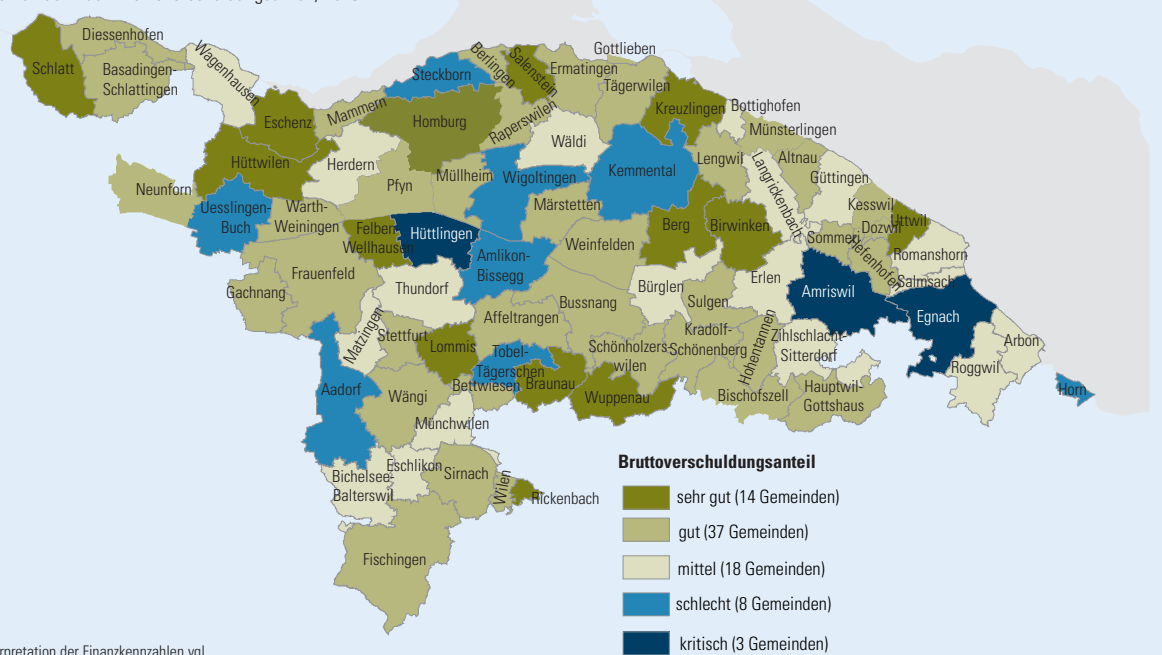 Diessenhofen
Schlatt
Basadingen-
Schlattingen
Wagenhausen
Steckborn
Berlingen
Salenstein
Gottlieben
Ermatingen
Tägerwilen
Eschenz
Mammern
Homburg
Raperswilen
Kreuzlingen
Bottighofen
Münsterlingen
Hüttwilen
Herdern
Wäldi
Lengwil
Langrickenbach
Altnau
Güttingen
Neunforn
Pfyn
Müllheim
Wigoltingen
Kemmental
Kesswil
Uesslingen-
Buch
Warth-
Weiningen
Felben
Wellhausen
Hüttlingen
Märstetten
Berg
Birwinken
Sommeri
Dozwil
Uttwil
Hefenhofen
Romanshorn
Salmsach
Weinfelden
Amlikon-
Bissegg
Frauenfeld
Gachnang
Thundorf
Bürglen
Erlen
Amriswil
Egnach
Bussnang
Sulgen
Affeltrangen
Matzingen
Stettfurt
Lommis
Schönholzers-
wilen
Kradolf-
Schönenberg
Hohentannen
Zihlschlacht-
Sitterdorf
Arbon
Roggwil
Horn
Tobel-
Tägerschen
Bettwiesen
Braunau
Wuppenau
Bischofszell
Hauptwil-
Gottshaus
Aadorf
Wängi
Münchwilen
Eschlikon
Bichelsee-
Balterswil
Sirnach
Wilen
Rickenbach
Fischingen
Bruttoverschuldungsanteil
sehr gut (14 Gemeinden)
gut (37 Gemeinden)
mittel (18 Gemeinden)
schlecht (8 Gemeinden)
kritisch (3 Gemeinden)
rpretation der Finanzkennzahlen vgl.